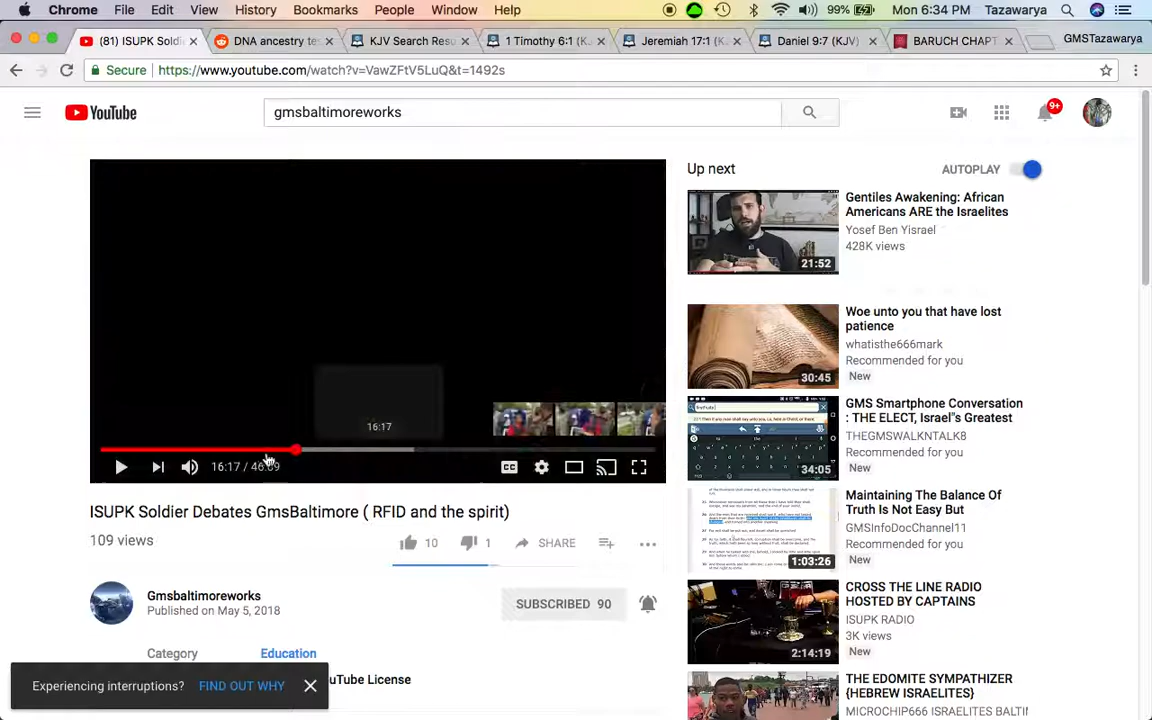 Chrome File Edit View History Bookmarks People Window Help 99% Mon 6:34 PM Tazawarya
(81) ISUPK Soldi DNA ancestry te KJV Search Res 1 Timothy 6:1 (K Jeremiah 17:1 (K Daniel 9:7 (KJV) BARUCH CHAPT GMSTazawarya
Secure https://www.youtube.com/watch?v=VawZFtV5LuQ&t=1492s
YouTube gmsbaltimoreworks 9+
Up next AUTOPLAY
Gentiles Awakening: African
Americans ARE the Israelites
Yosef Ben Yisrael
428K views
21:52
Woe unto you that have lost
patience
whatisthe666mark
Recommended for you
New
30:45
GMS Smartphone Conversation
: THE ELECT, Israel"s Greatest
THEGMSWALKNTALK8
Recommended for you
New
34:05
Maintaining The Balance Of
Truth Is Not Easy But
GMSInfoDocChannel11
Recommended for you
New
1:03:26
CROSS THE LINE RADIO
HOSTED BY CAPTAINS
ISUPK RADIO
3K views
New
2:14:19
THE EDOMITE SYMPATHIZER
{HEBREW ISRAELITES}
MICROCHIP666 ISRAELITES BALTI
16:17
16:17 /
CC
ISUPK Soldier Debates GmsBaltimore ( RFID and the spirit)
109 views 10 1 SHARE
Gmsbaltimoreworks
Published on May 5, 2018
SUBSCRIBED 90
Category Education
Experiencing interruptions? FIND OUT WHY
uTube License